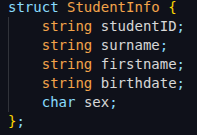 struct StudentInfo {
    string studentID;
    string surname;
    string firstname;
    string birthdate;
    char sex;
};